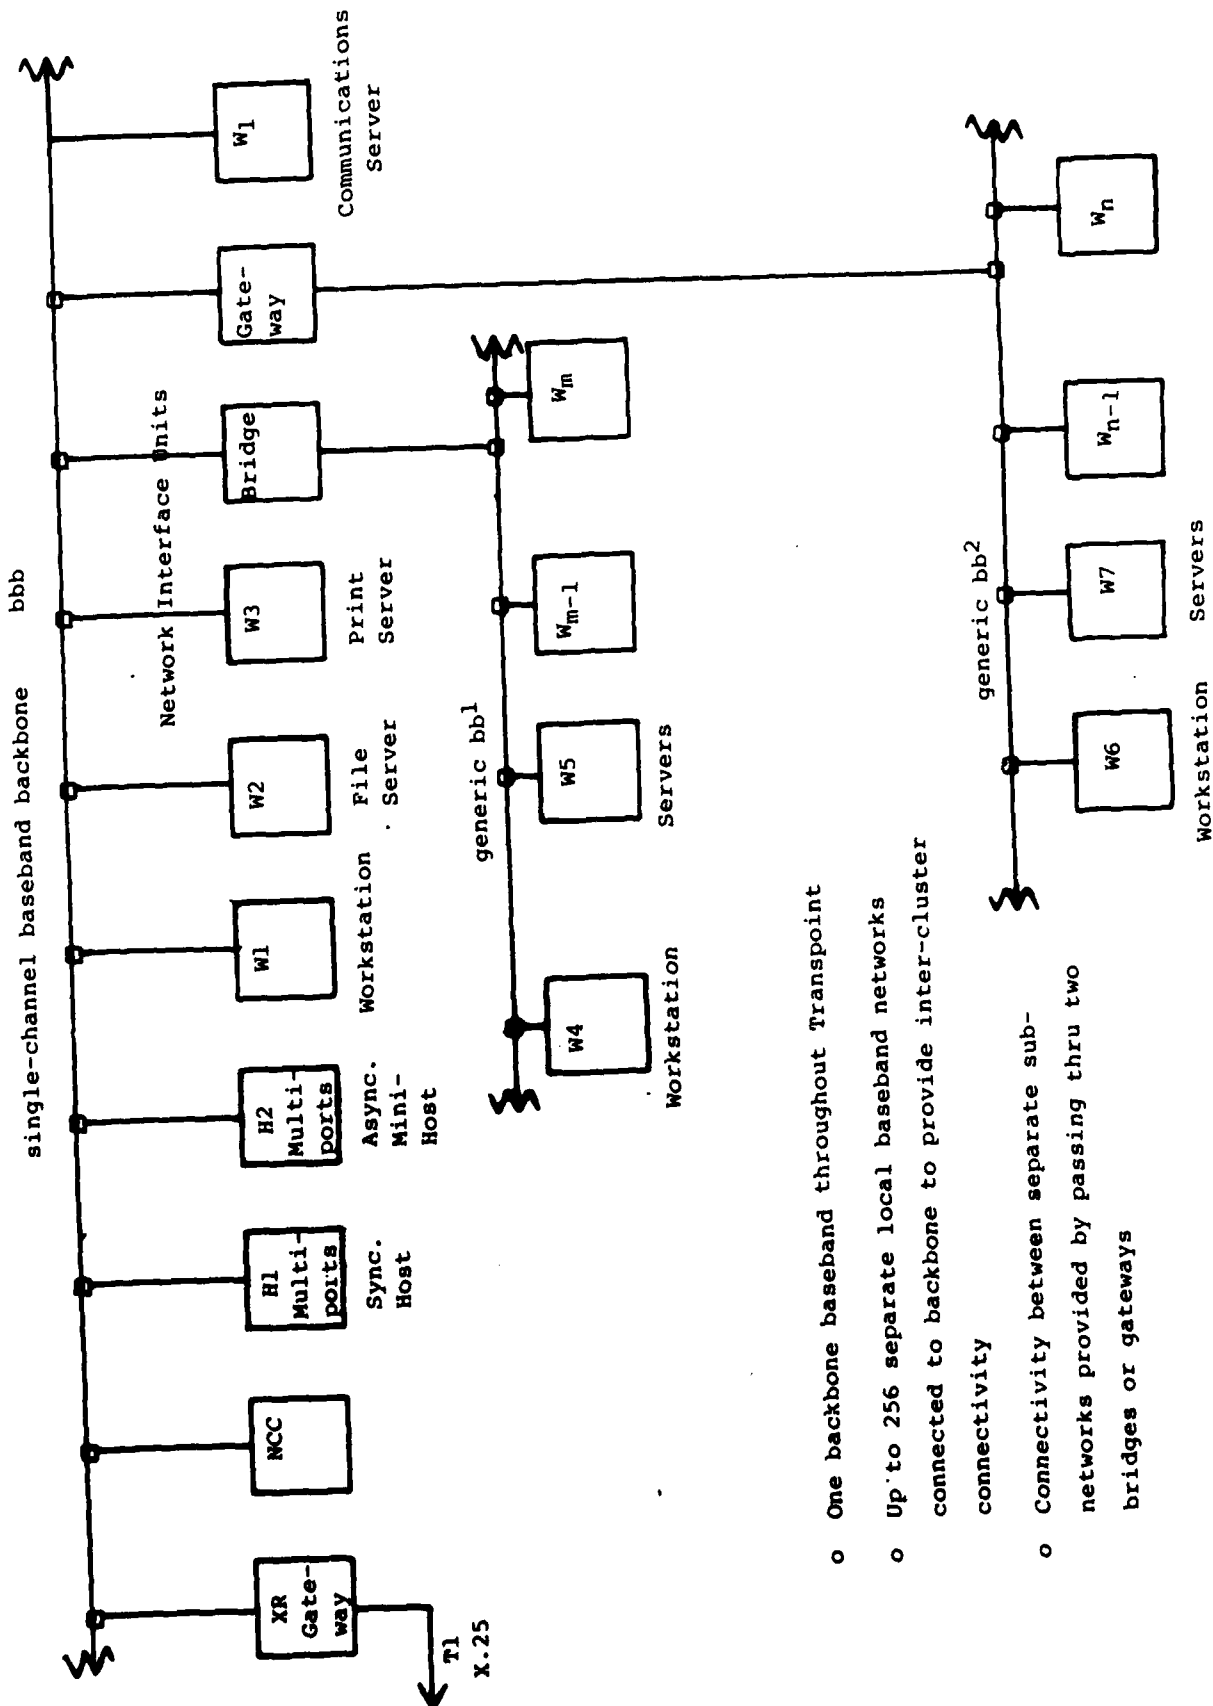 single-channel baseband backbone bbb
Network Interface Units
XR
Gate-
way
T1
X.25
NCC
H1
Multi-
ports
Sync.
Host
H2
Multi-
ports
Async.
Mini-
Host
W1
Workstation
W2
File
Server
W3
Print
Server
Bridge
Gate-
way
W1
Communications
Server
generic bb1
W4
Workstation
W5
Servers
Wm-1
Wm
generic bb2
W6
Workstation
W7
Servers
Wn-1
Wn
o One backbone baseband throughout Transpoint
o Up to 256 separate local baseband networks
connected to backbone to provide inter-cluster
connectivity
o Connectivity between separate sub-
networks provided by passing thru two
bridges or gateways